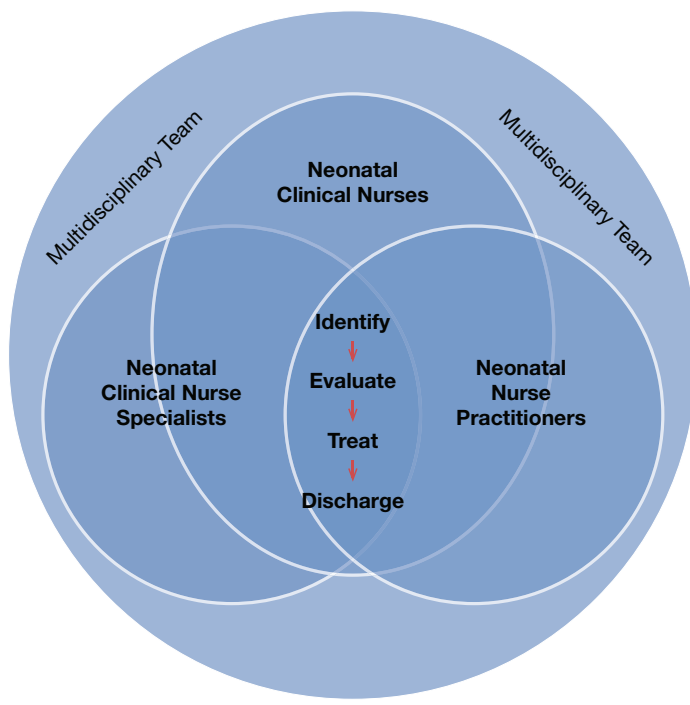 Multidisciplinary Team
Multidisciplinary Team
Neonatal
Clinical Nurses
Identify
Evaluate
Treat
Discharge
Neonatal
Clinical Nurse
Specialists
Neonatal
Nurse
Practitioners